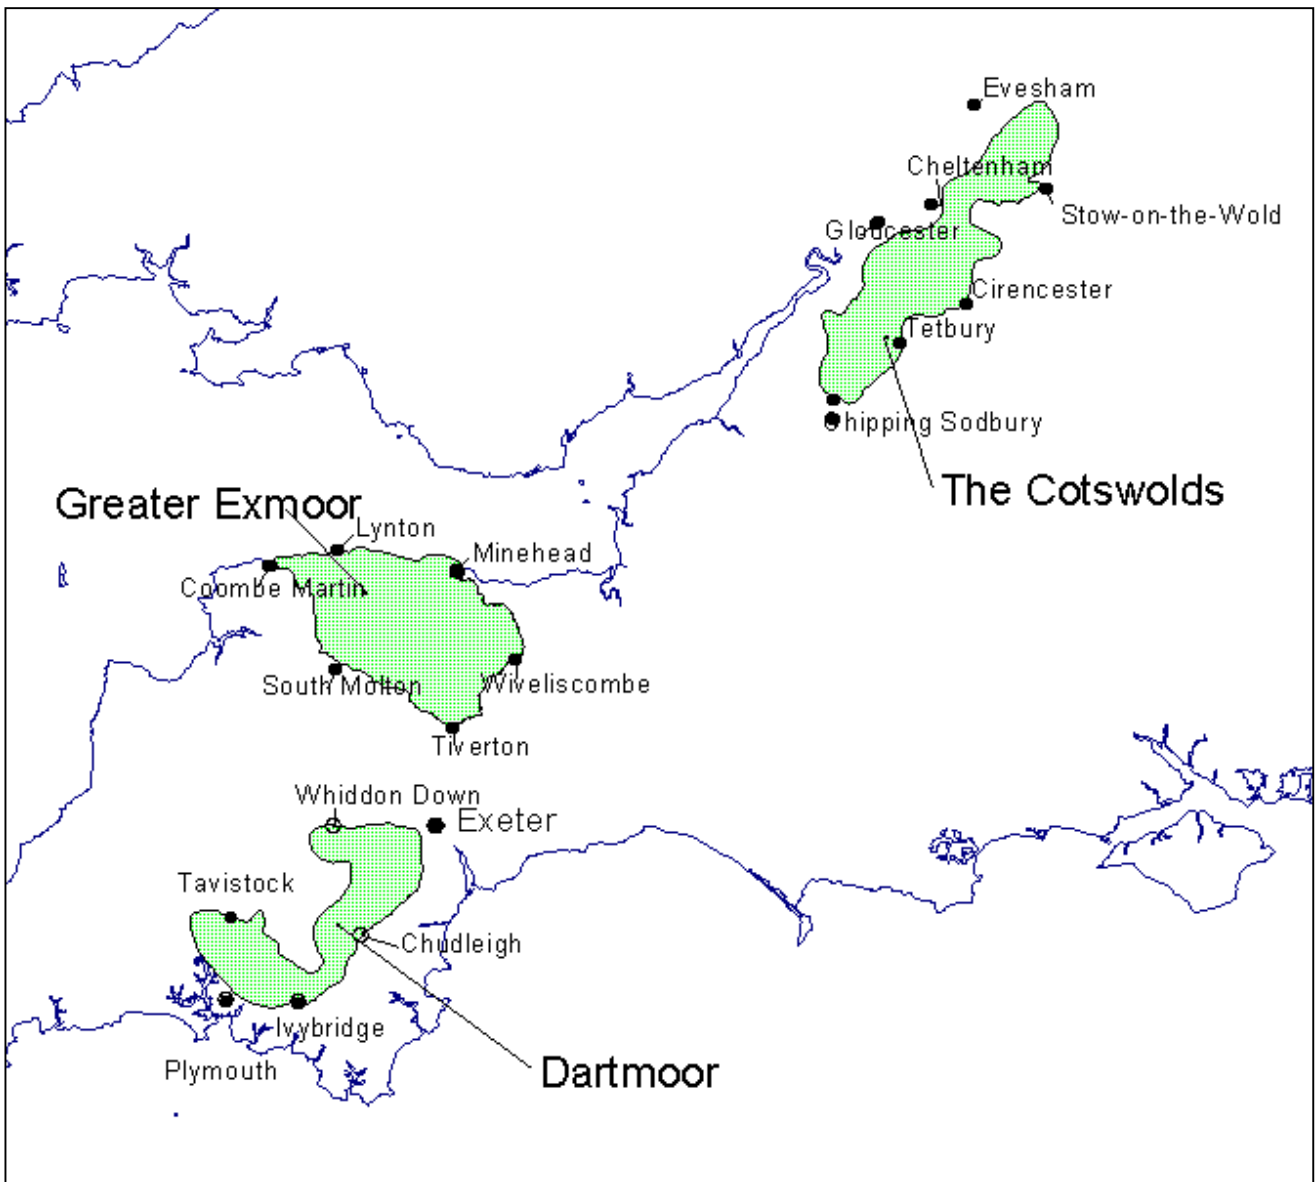 Evesham
Cheltenham
Stow-on-the-Wold
Gloucester
Cirencester
Tetbury
Chipping Sodbury
The Cotswolds
Greater Exmoor
Lynton
Minehead
Coombe Martin
South Molton
Wiveliscombe
Tiverton
Whiddon Down
Exeter
Tavistock
Chudleigh
Ivybridge
Plymouth
Dartmoor